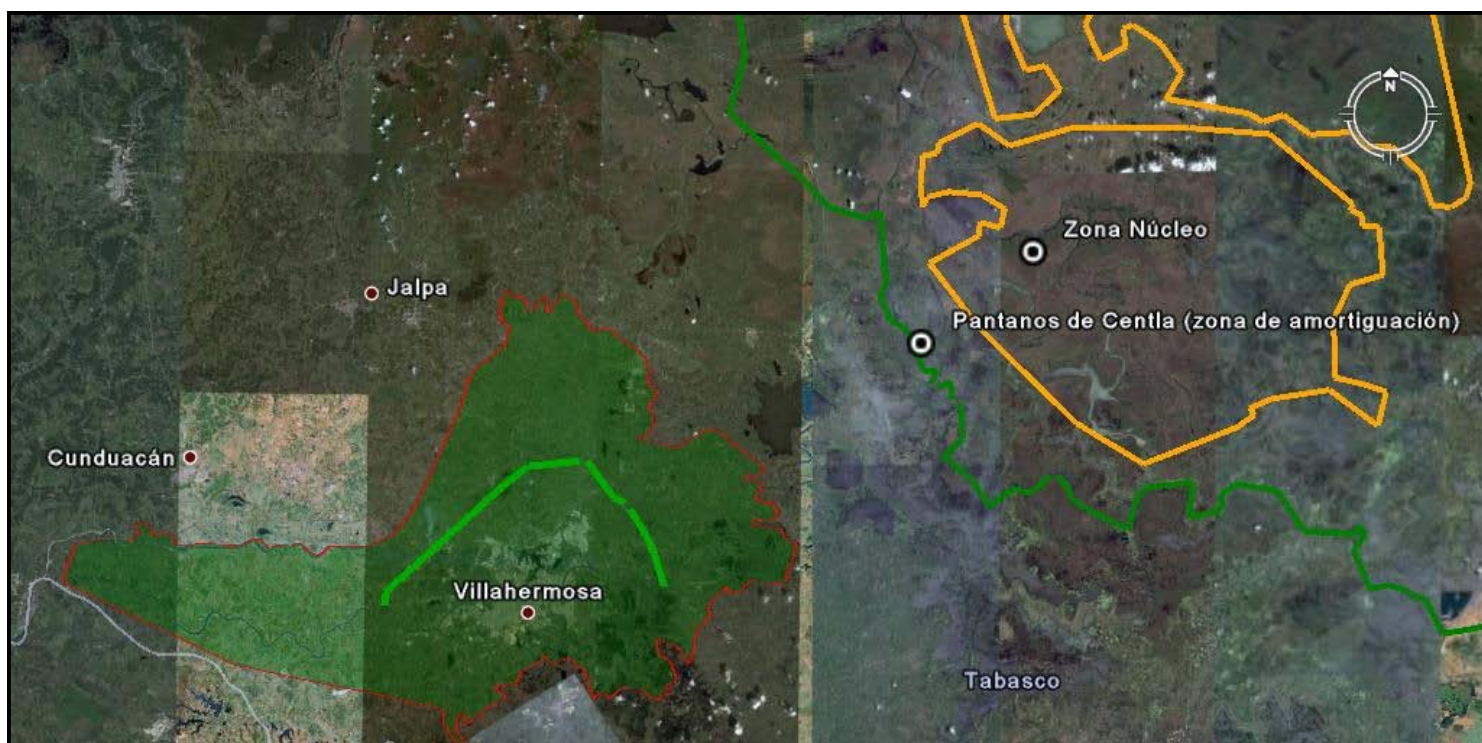 N
Zona Núcleo
Jalpa
Pantanos de Centla (zona de amortiguación)
Cunduacán
Villahermosa
Tabasco